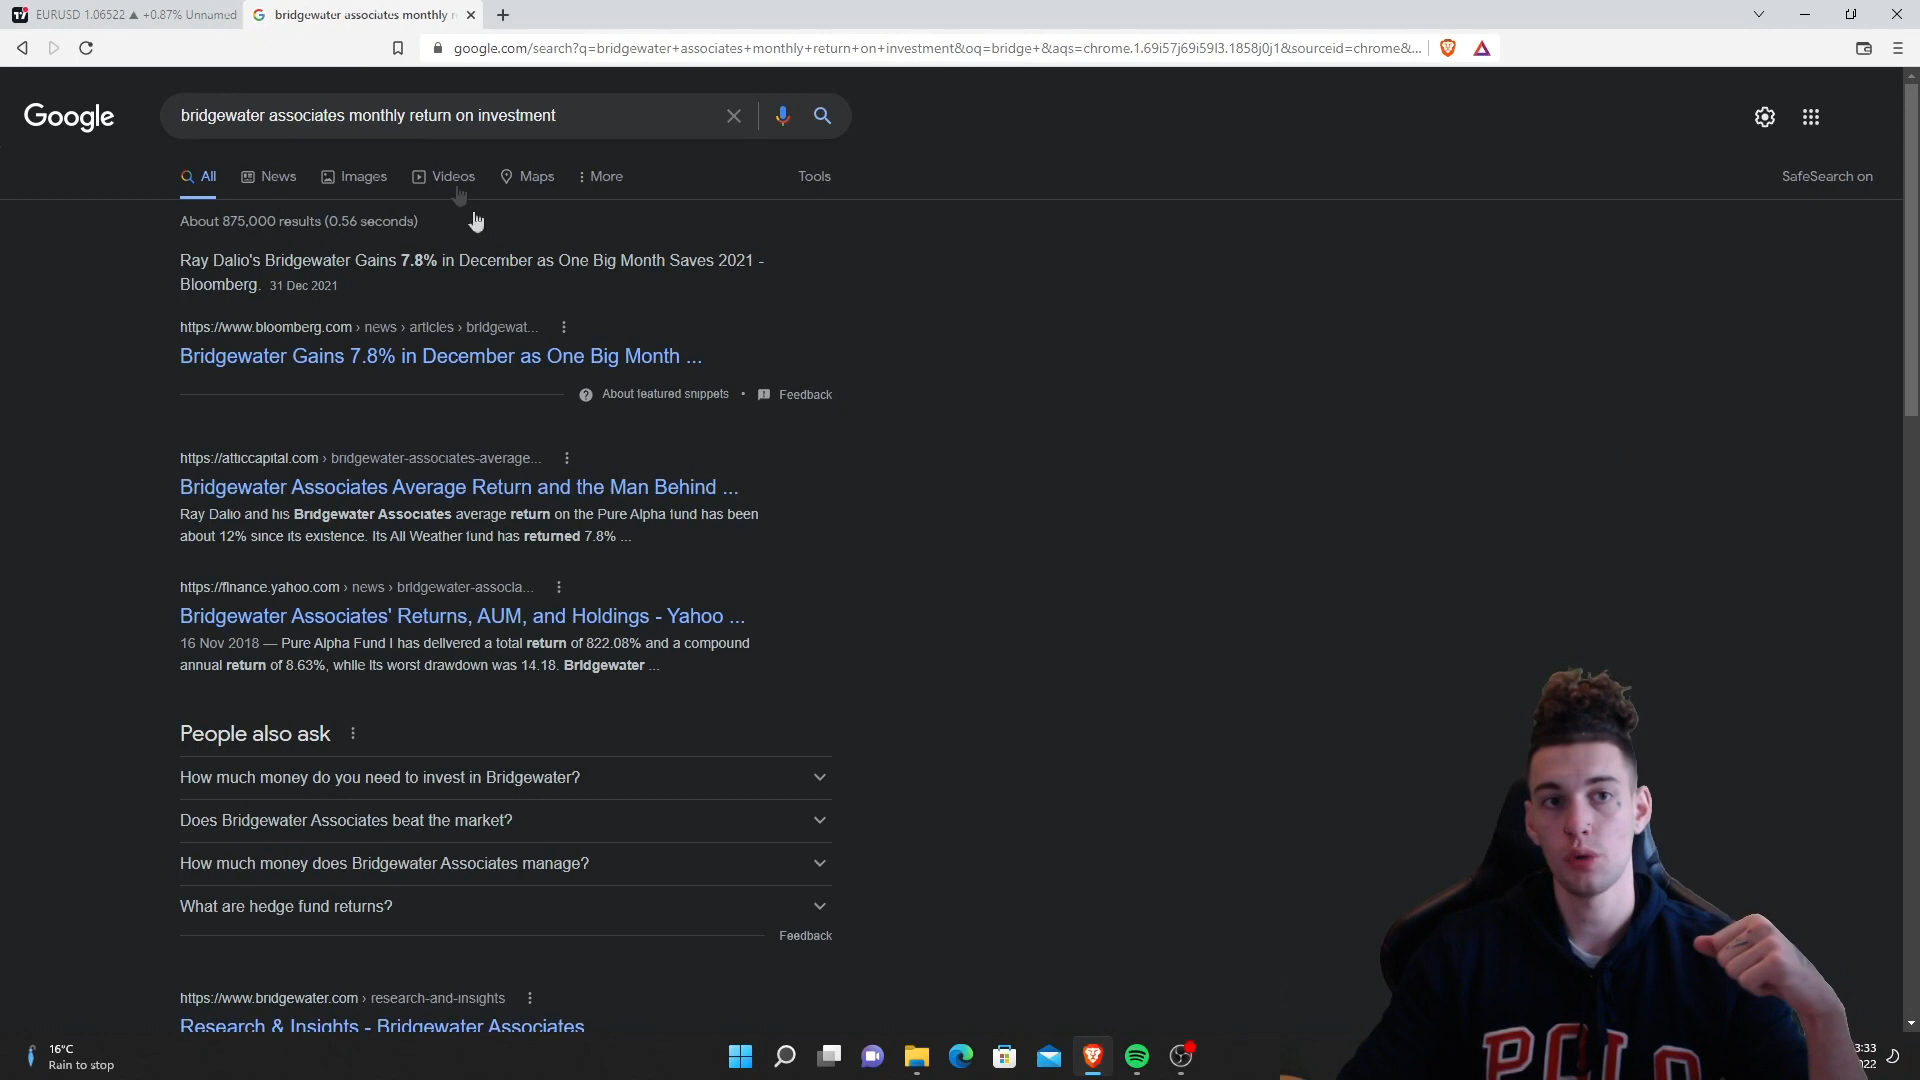 EURUSD 1.06522 ▲ +0.87% Unnamed
bridgewater associates monthly r
google.com/search?q=bridgewater+associates+monthly+return+on+investment&oq=bridge+&aqs=chrome.1.69i57j69i59l3.1858j0j1&sourceid=chrome&...
Google
bridgewater associates monthly return on investment
All News Images Videos Maps More Tools SafeSearch on
About 875,000 results (0.56 seconds)
Ray Dalio's Bridgewater Gains 7.8% in December as One Big Month Saves 2021 -
Bloomberg. 31 Dec 2021
https://www.bloomberg.com › news › articles › bridgewat...
Bridgewater Gains 7.8% in December as One Big Month ...
About featured snippets • Feedback
https://atticcapital.com › bridgewater-associates-average...
Bridgewater Associates Average Return and the Man Behind ...
Ray Dalio and his Bridgewater Associates average return on the Pure Alpha fund has been
about 12% since its existence. Its All Weather fund has returned 7.8% ...
https://finance.yahoo.com › news › bridgewater-associa...
Bridgewater Associates' Returns, AUM, and Holdings - Yahoo ...
16 Nov 2018 — Pure Alpha Fund I has delivered a total return of 822.08% and a compound
annual return of 8.63%, while its worst drawdown was 14.18. Bridgewater ...
People also ask
How much money do you need to invest in Bridgewater?
Does Bridgewater Associates beat the market?
How much money does Bridgewater Associates manage?
What are hedge fund returns?
Feedback
https://www.bridgewater.com › research-and-insights
Research & Insights - Bridgewater Associates
16°C
Rain to stop
3:33
022